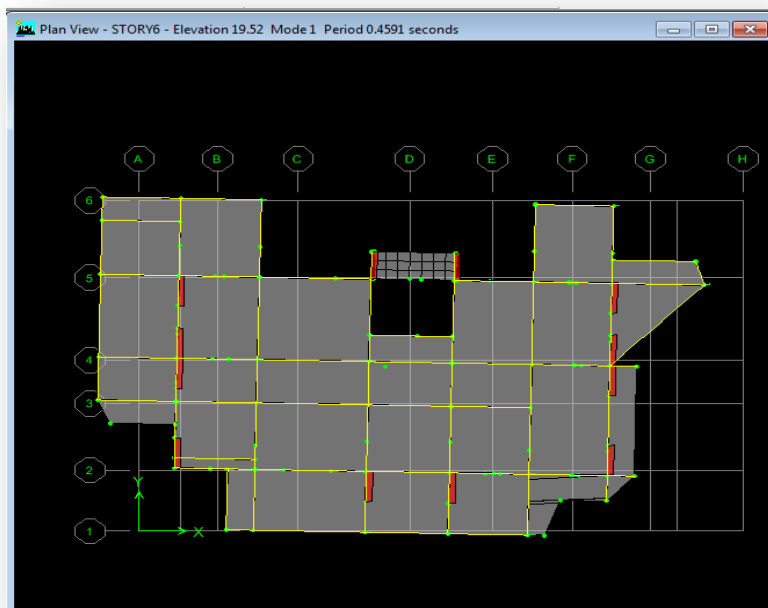 Plan View - STORY6 - Elevation 19.52 Mode 1 Period 0.4591 seconds
A B C D E F G H
6
5
4
3
2
Y
X
1